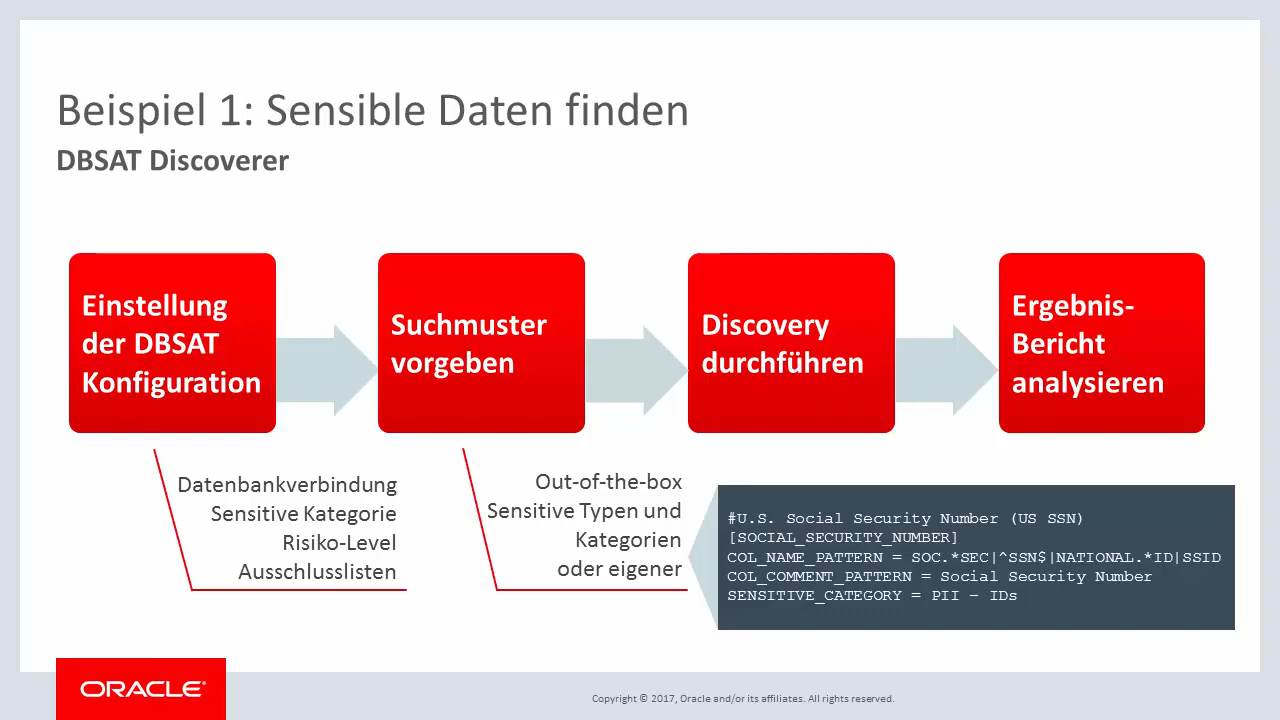 Beispiel 1: Sensible Daten finden
DBSAT Discoverer
Einstellung
der DBSAT
Konfiguration
Suchmuster
vorgeben
Discovery
durchführen
Ergebnis-
Bericht
analysieren
Datenbankverbindung
Sensitive Kategorie
Risiko-Level
Ausschlusslisten
Out-of-the-box
Sensitive Typen und
Kategorien
oder eigener
#U.S. Social Security Number (US SSN)
[SOCIAL_SECURITY_NUMBER]
COL_NAME_PATTERN = SOC.*SEC|^SSN$|NATIONAL.*ID|SSID
COL_COMMENT_PATTERN = Social Security Number
SENSITIVE_CATEGORY = PII – IDs
ORACLE®
Copyright © 2017, Oracle and/or its affiliates. All rights reserved.